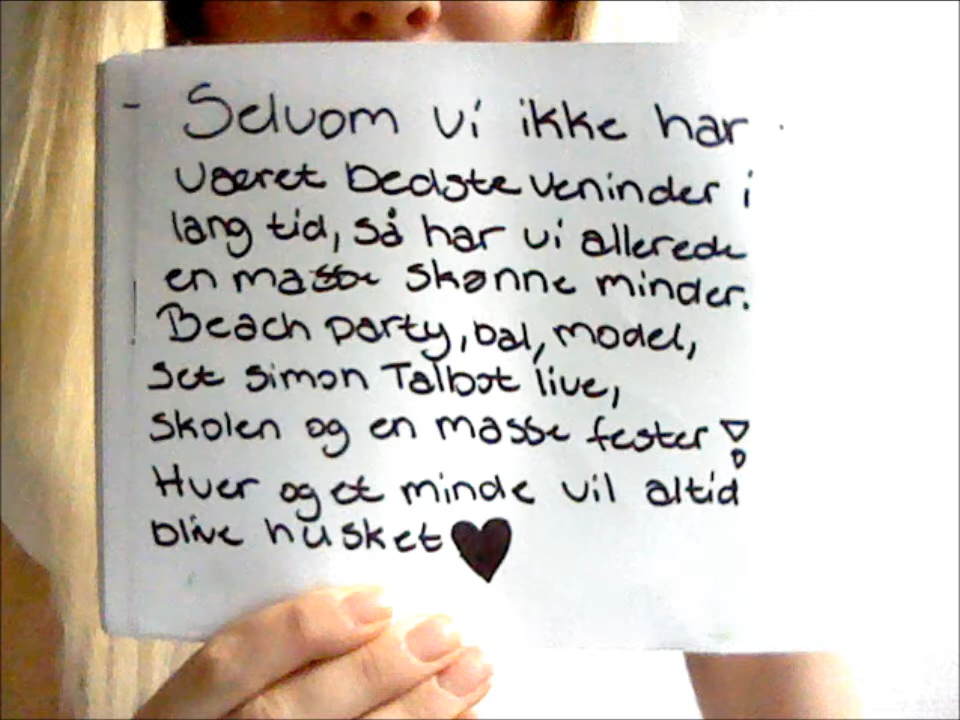 - Selvom vi ikke har
været bedste veninder i
lang tid, så har vi allerede
en masse skønne minder.
Beach party, bal, model,
Set Simon Talbot live,
skolen og en masse fester!
Hver og et minde vil altid
blive husket ♥